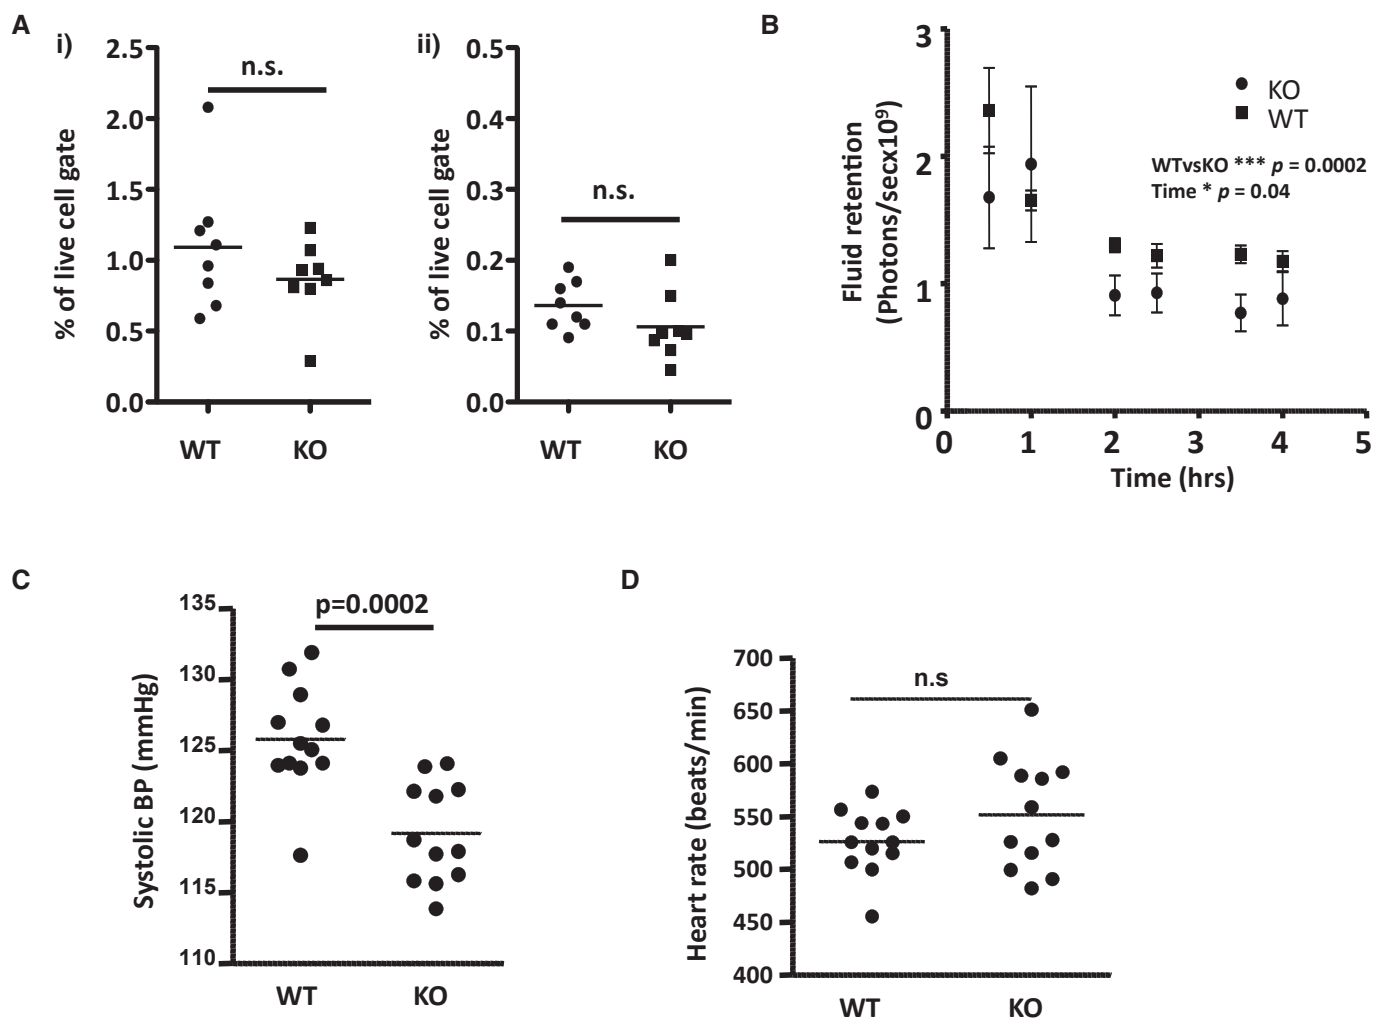 A
i)
% of live cell gate
2.5
2.0
1.5
1.0
0.5
0.0
n.s.
WT KO
ii)
% of live cell gate
0.5
0.4
0.3
0.2
0.1
0.0
n.s.
WT KO
B
Fluid retention
(Photons/secx10⁹)
3
2
1
0
KO
WT
WTvsKO *** p = 0.0002
Time * p = 0.04
0 1 2 3 4 5
Time (hrs)
C
Systolic BP (mmHg)
135
130
125
120
115
110
p=0.0002
WT KO
D
Heart rate (beats/min)
700
650
600
550
500
450
400
n.s
WT KO